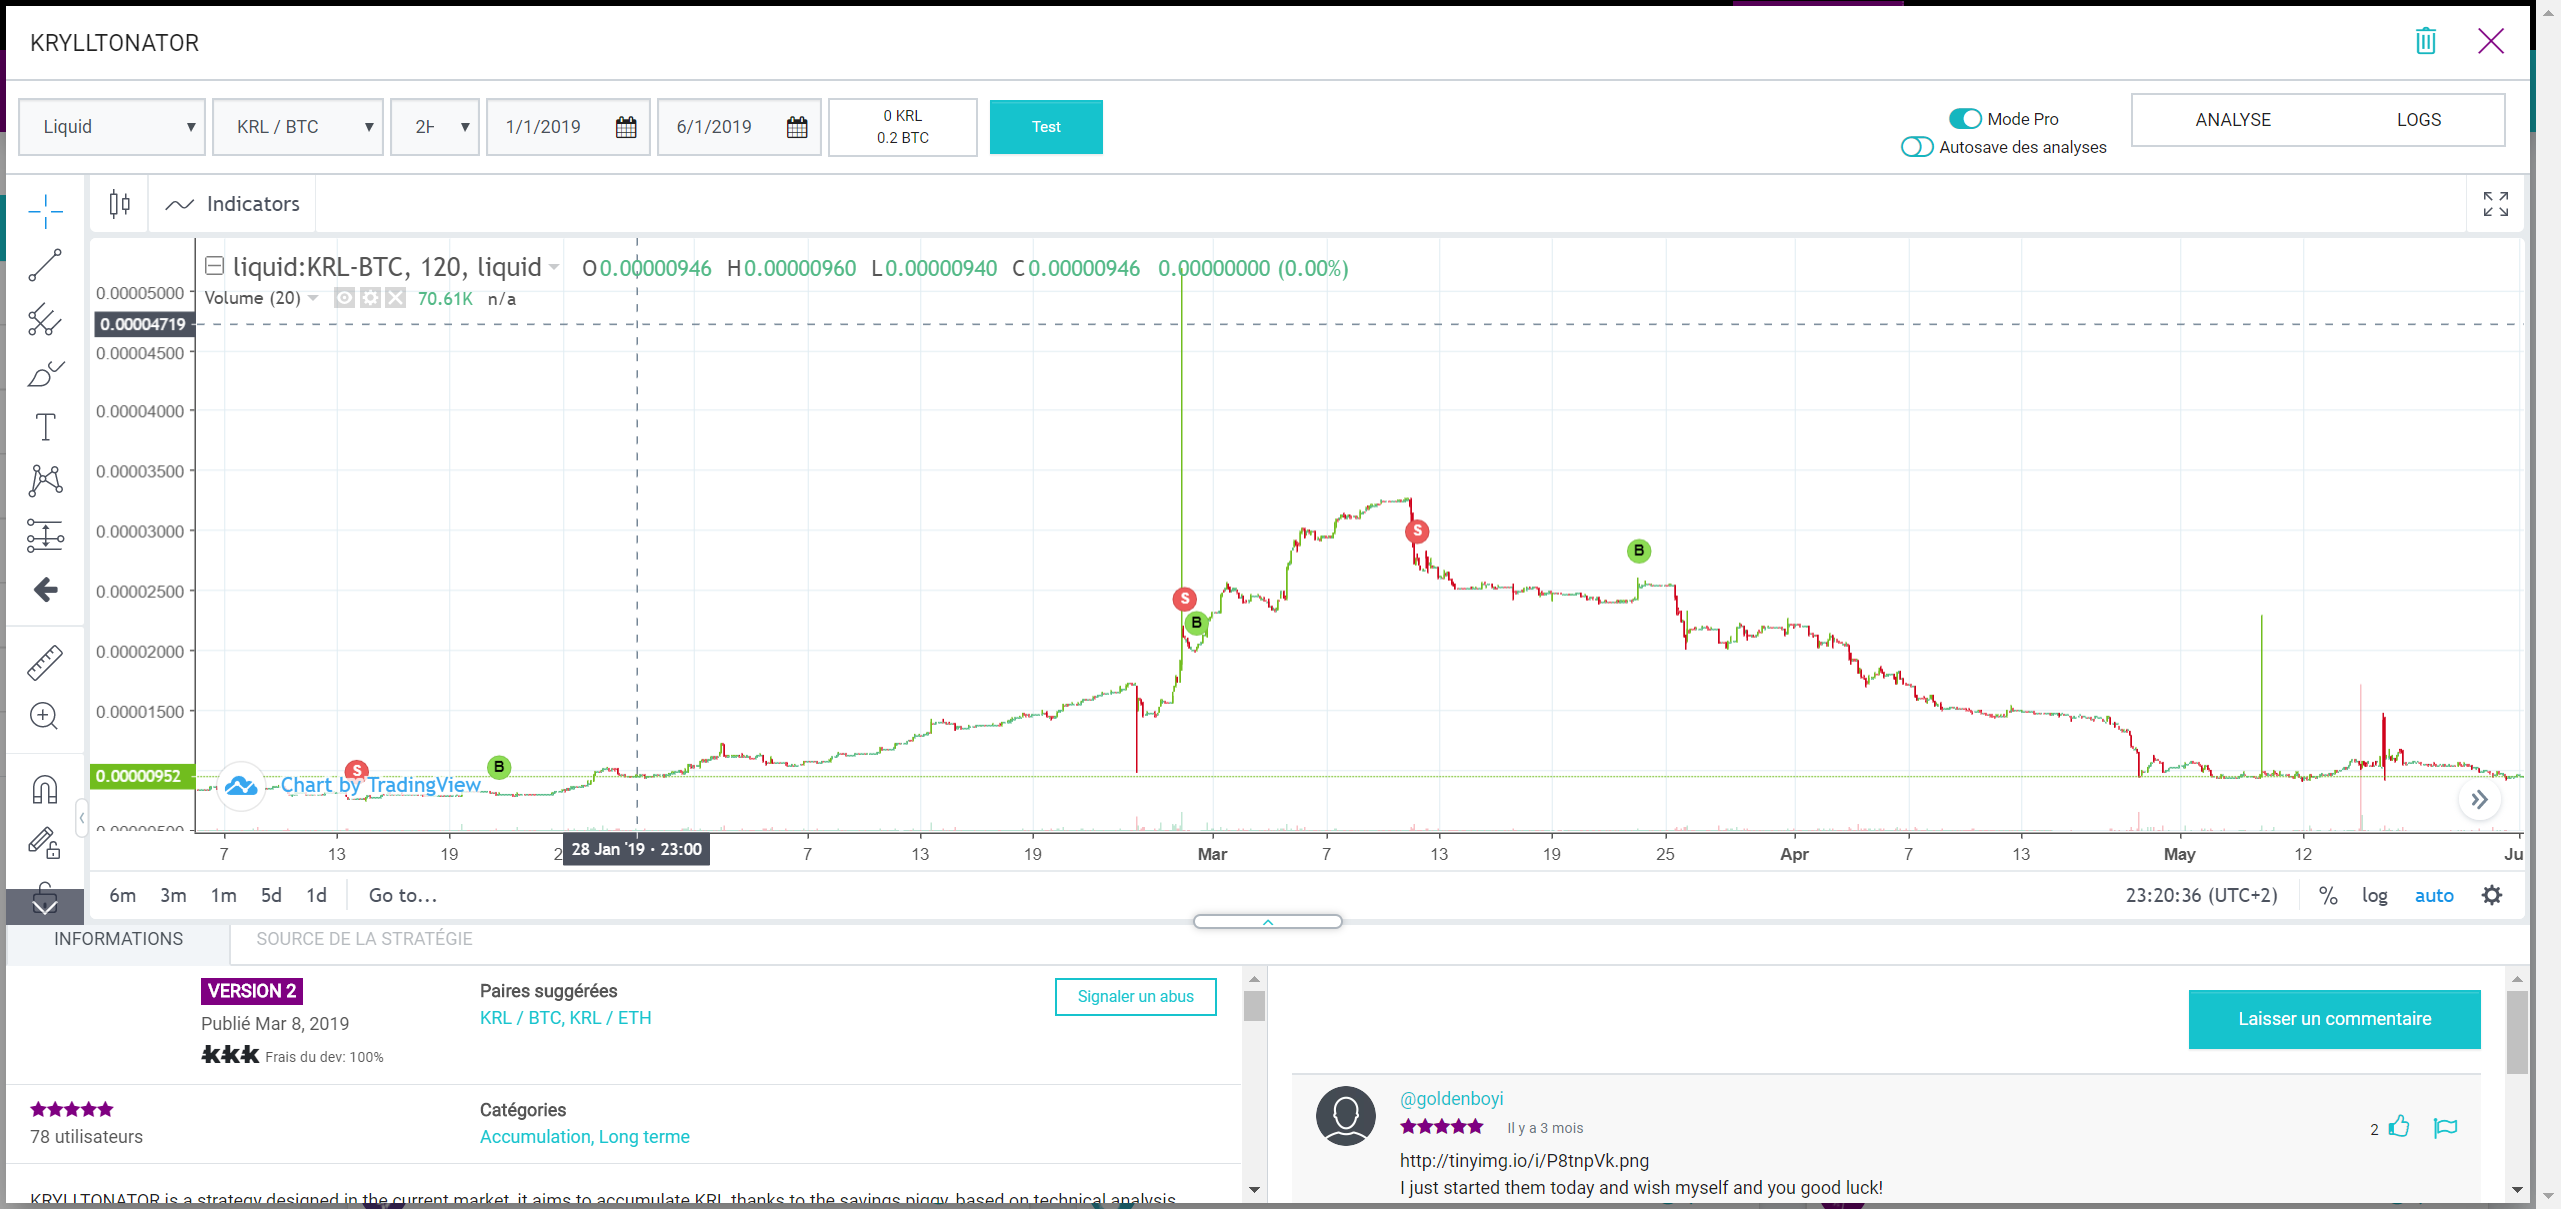 KRYLLTONATOR
Liquid
KRL / BTC
2H
1/1/2019
6/1/2019
0 KRL
0.2 BTC
Test
Mode Pro
Autosave des analyses
ANALYSE
LOGS
Indicators
liquid:KRL-BTC, 120, liquid
O0.00000946 H0.00000960 L0.00000940 C0.00000946 0.00000000 (0.00%)
Volume (20) 70.61K n/a
0.00005000
0.00004719
0.00004500
0.00004000
0.00003500
0.00003000
0.00002500
0.00002000
0.00001500
0.00000952
0.00000500
S
B
S
B
S
B
Chart by TradingView
7 13 19 28 Jan '19 · 23:00 7 13 19 Mar 7 13 19 25 Apr 7 13 May 12
6m 3m 1m 5d 1d Go to...
23:20:36 (UTC+2) % log auto
INFORMATIONS
SOURCE DE LA STRATÉGIE
VERSION 2
Publié Mar 8, 2019
Frais du dev: 100%
Paires suggérées
KRL / BTC, KRL / ETH
Signaler un abus
78 utilisateurs
Catégories
Accumulation, Long terme
KRYLLTONATOR is a strategy designed in the current market, it aims to accumulate KRL thanks to the savings piggy, based on technical analysis
Laisser un commentaire
@goldenboyi
Il y a 3 mois
2
http://tinyimg.io/i/P8tnpVk.png
I just started them today and wish myself and you good luck!